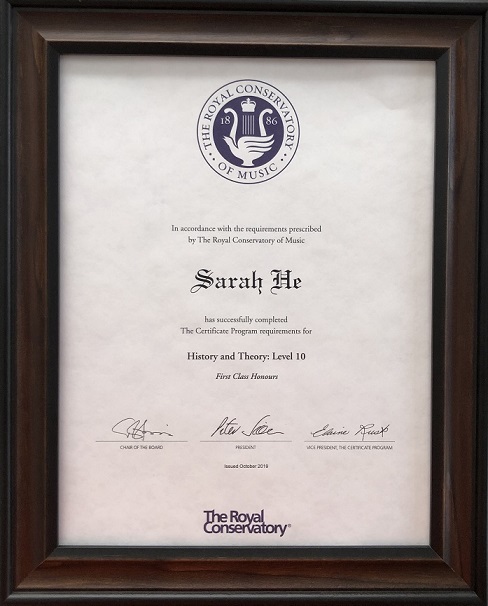 THE ROYAL CONSERVATORY
OF MUSIC
18 86
In accordance with the requirements prescribed
by The Royal Conservatory of Music
Sarah He
has successfully completed
The Certificate Program requirements for
History and Theory: Level 10
First Class Honours
CHAIR OF THE BOARD PRESIDENT VICE PRESIDENT, THE CERTIFICATE PROGRAM
Issued October 2018
The Royal
Conservatory®